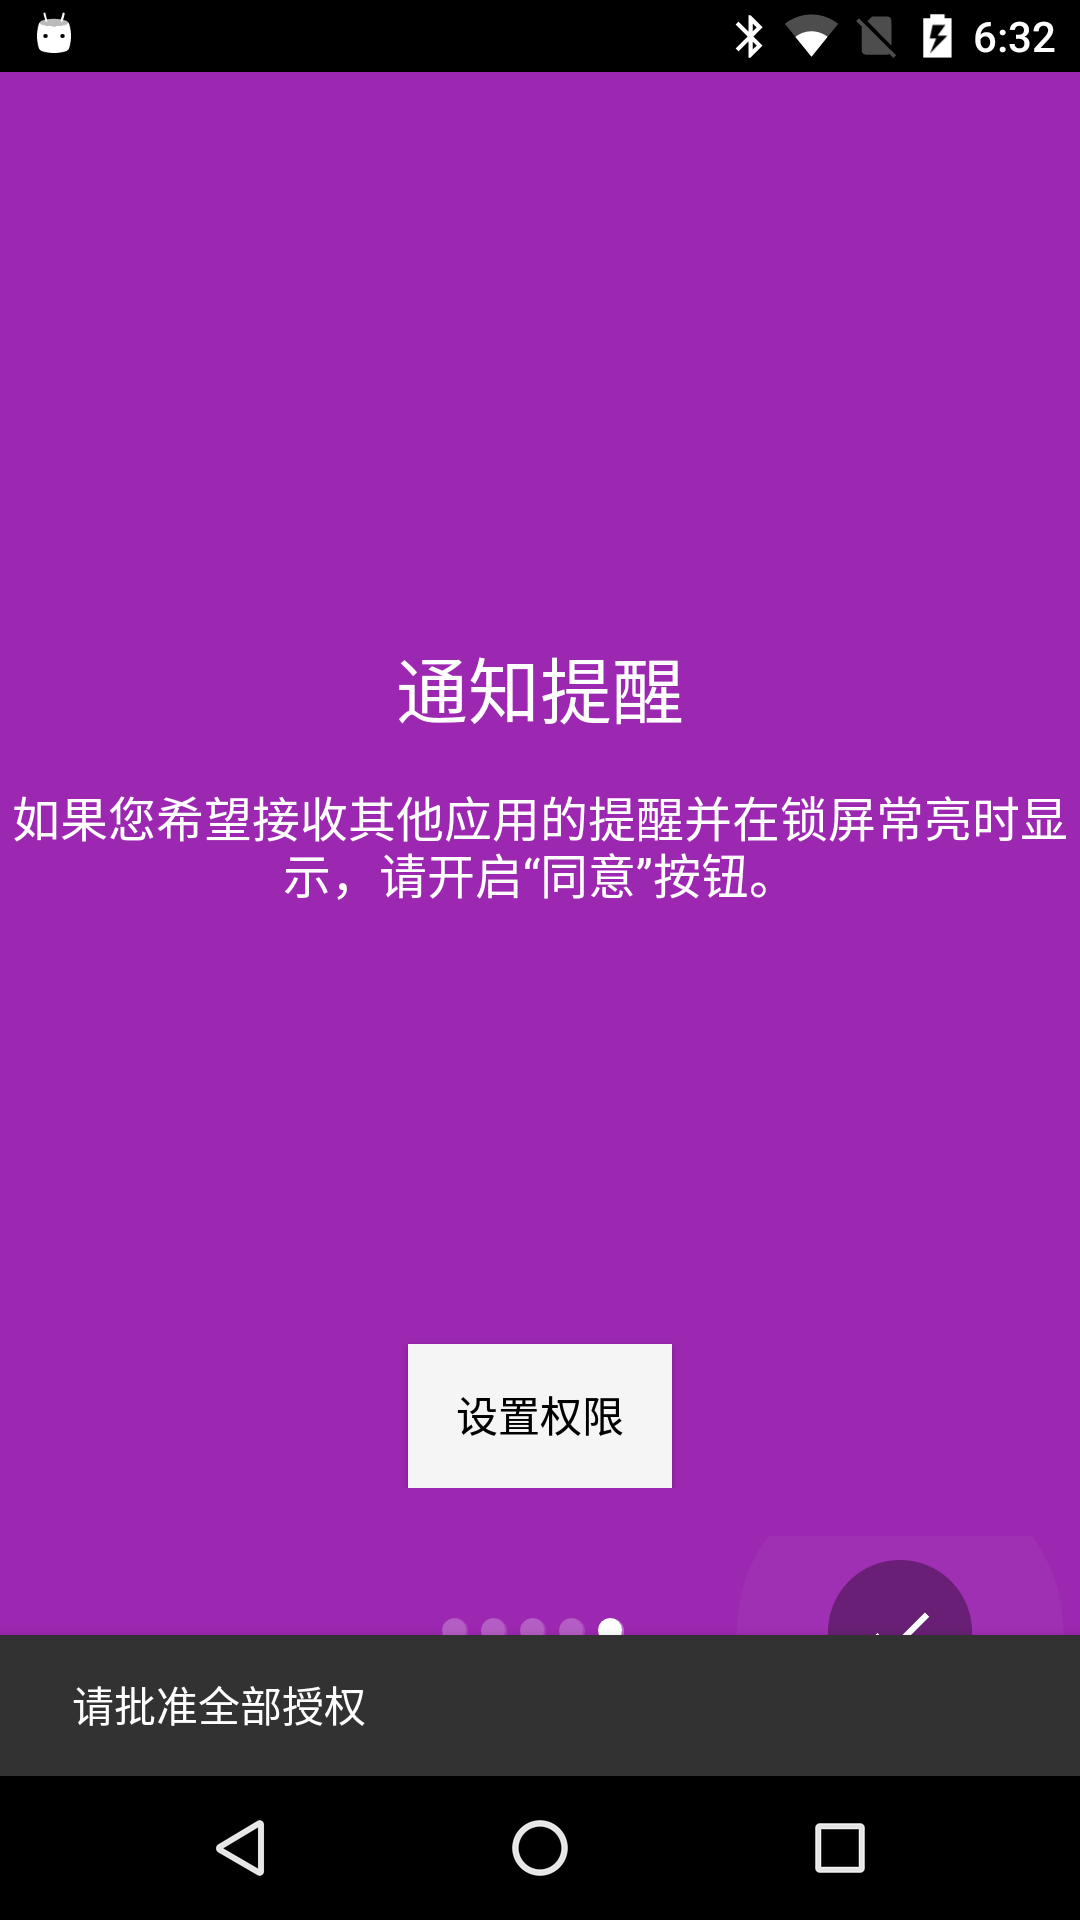 6:32
通知提醒
如果您希望接收其他应用的提醒并在锁屏常亮时显
示，请开启“同意”按钮。
设置权限
请批准全部授权